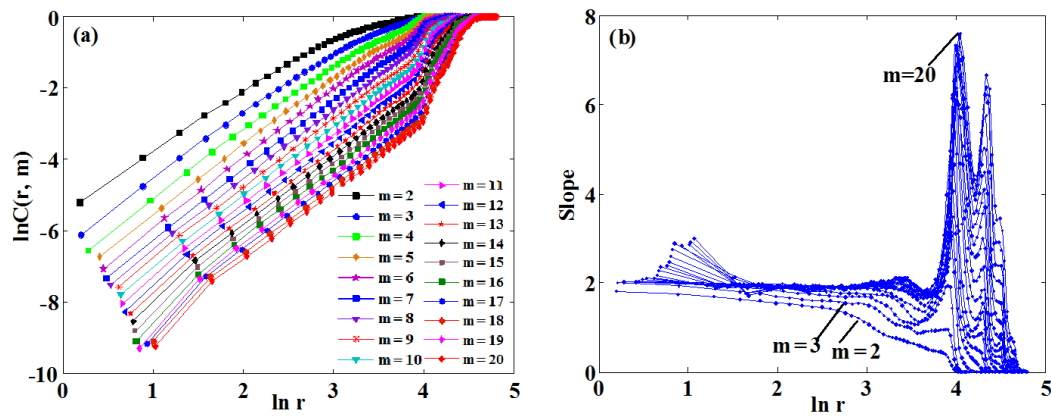 (a)
lnC(r, m)
0
-2
-4
-6
-8
-10
0
1
2
3
4
5
ln r
m = 2
m = 3
m = 4
m = 5
m = 6
m = 7
m = 8
m = 9
m = 10
m = 11
m = 12
m = 13
m = 14
m = 15
m = 16
m = 17
m = 18
m = 19
m = 20
(b)
Slope
8
6
4
2
0
0
1
2
3
4
5
ln r
m=20
m=3
m=2